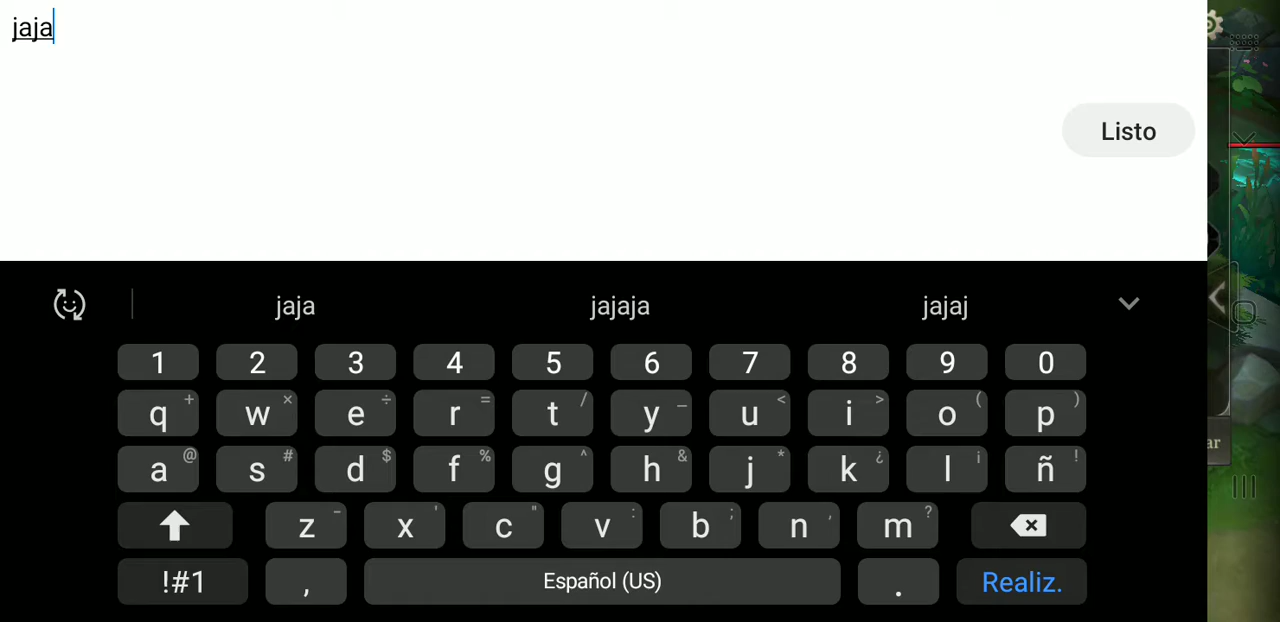 jaja
Listo
jaja jajaja jajaj
1 2 3 4 5 6 7 8 9 0
q + w × e ÷ r = t / y _ u < i > o ( p )
a @ s # d $ f % g ^ h & j * k ¿ l ¡ ñ !
z - x ' c " v : b ; n , m ?
!#1 , Español (US) . Realiz.
ar